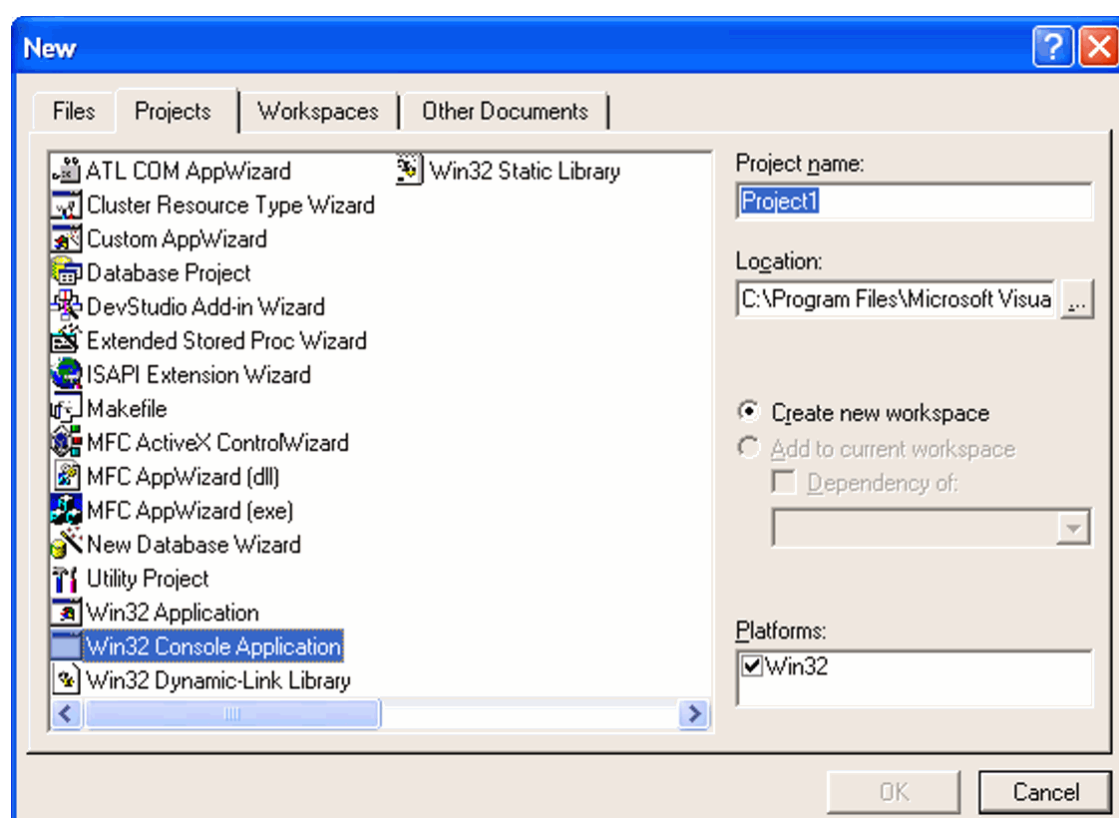 New
Files Projects Workspaces Other Documents
ATL COM AppWizard
Cluster Resource Type Wizard
Custom AppWizard
Database Project
DevStudio Add-in Wizard
Extended Stored Proc Wizard
ISAPI Extension Wizard
Makefile
MFC ActiveX ControlWizard
MFC AppWizard (dll)
MFC AppWizard (exe)
New Database Wizard
Utility Project
Win32 Application
Win32 Console Application
Win32 Dynamic-Link Library
Win32 Static Library
Project name:
Project1
Location:
C:\Program Files\Microsoft Visua ...
Create new workspace
Add to current workspace
Dependency of:
Platforms:
Win32
OK Cancel